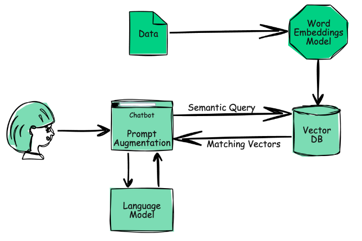 Data
Word
Embeddings
Model
Chatbot
Prompt
Augmentation
Semantic Query
Matching Vectors
Vector
DB
Language
Model